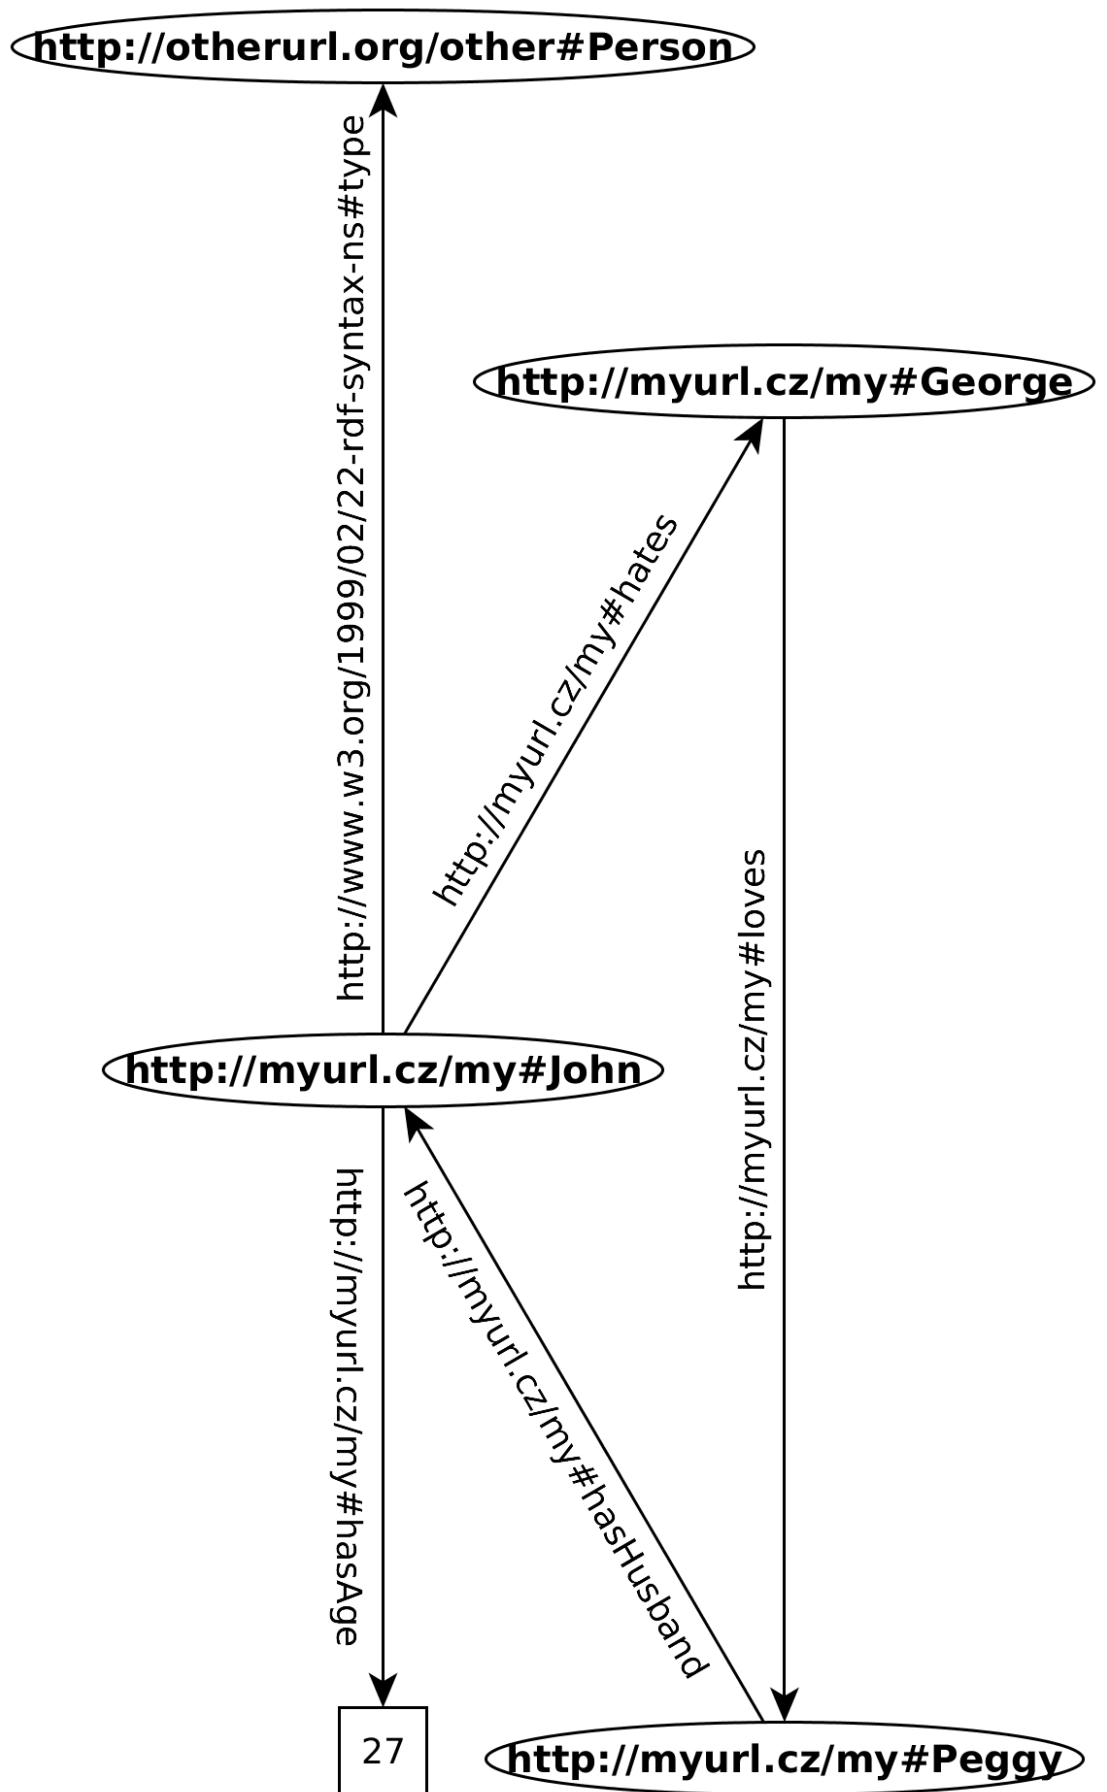 http://otherurl.org/other#Person
http://www.w3.org/1999/02/22-rdf-syntax-ns#type
http://myurl.cz/my#George
http://myurl.cz/my#hates
http://myurl.cz/my#loves
http://myurl.cz/my#John
http://myurl.cz/my#hasAge
http://myurl.cz/my#hasHusband
27
http://myurl.cz/my#Peggy